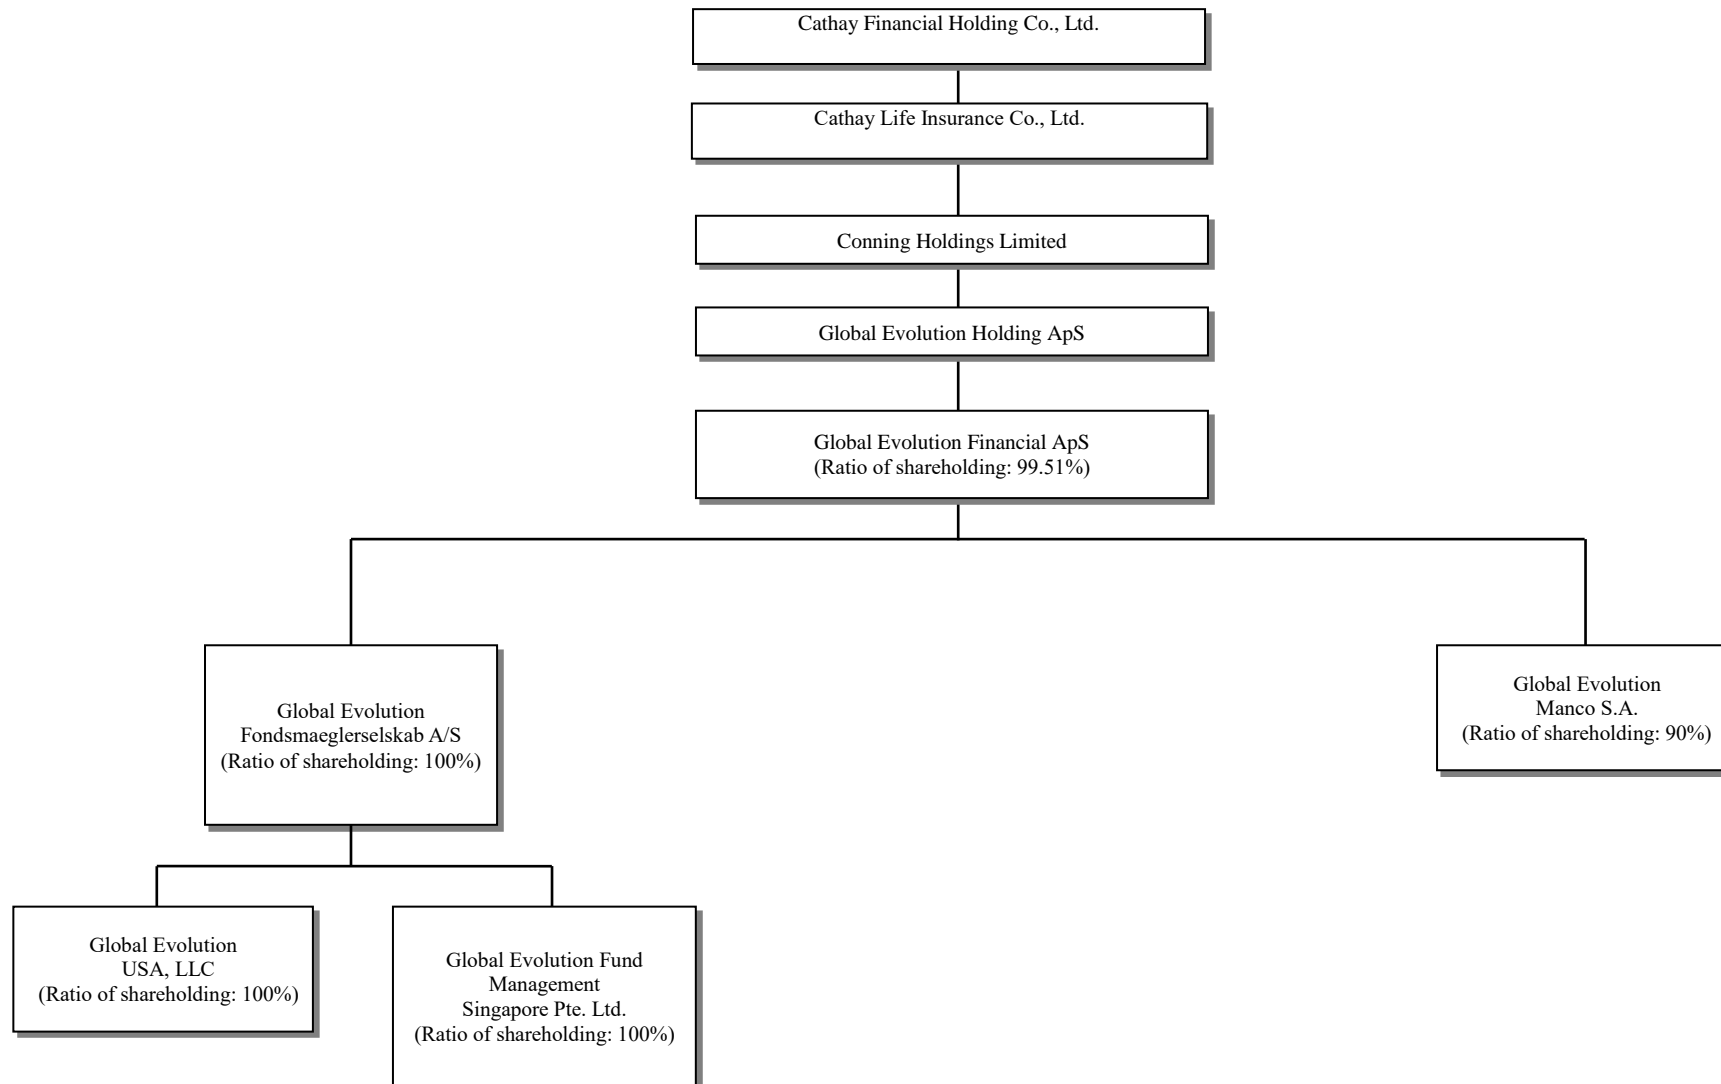 Cathay Financial Holding Co., Ltd.
Cathay Life Insurance Co., Ltd.
Conning Holdings Limited
Global Evolution Holding ApS
Global Evolution Financial ApS
(Ratio of shareholding: 99.51%)
Global Evolution
Fondsmaeglerselskab A/S
(Ratio of shareholding: 100%)
Global Evolution
Manco S.A.
(Ratio of shareholding: 90%)
Global Evolution
USA, LLC
(Ratio of shareholding: 100%)
Global Evolution Fund
Management
Singapore Pte. Ltd.
(Ratio of shareholding: 100%)